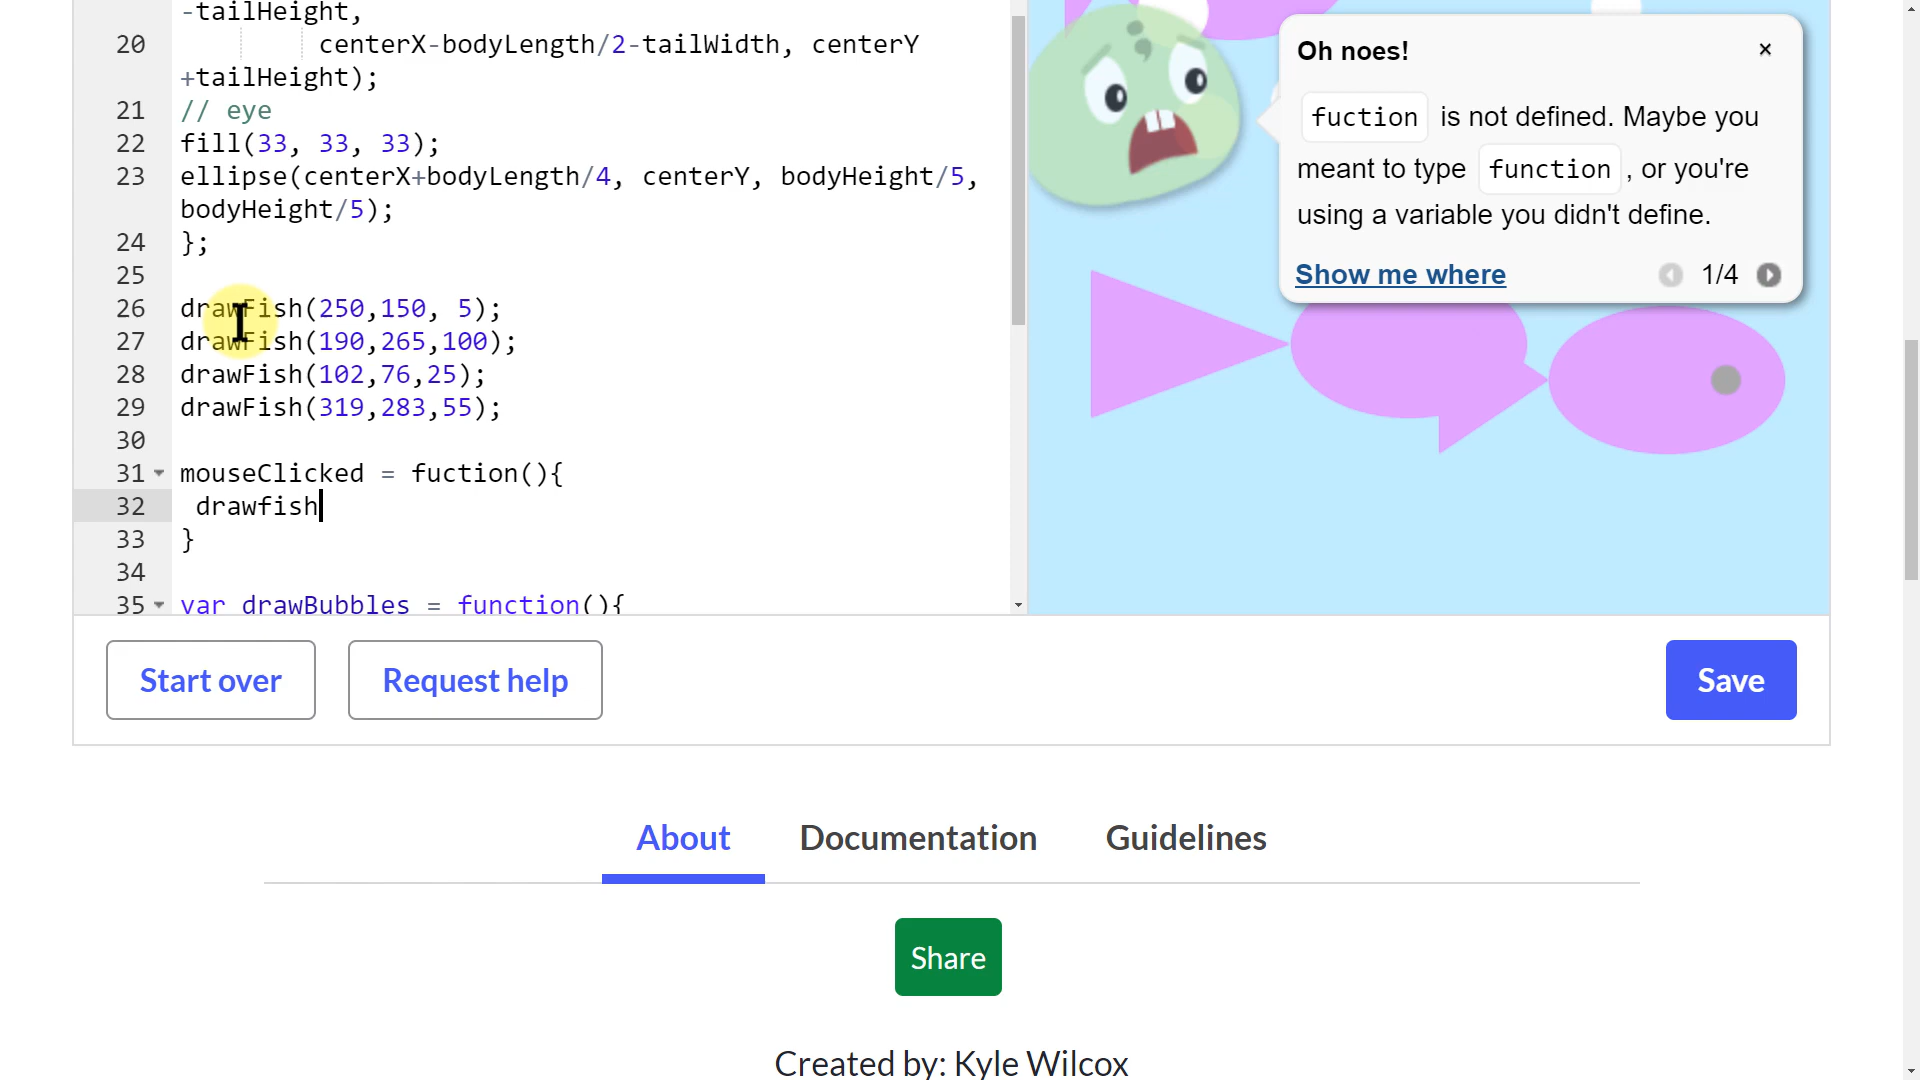 -tailHeight,
20 centerX-bodyLength/2-tailWidth, centerY
+tailHeight);
21 // eye
22 fill(33, 33, 33);
23 ellipse(centerX+bodyLength/4, centerY, bodyHeight/5,
bodyHeight/5);
24 };
25
26 drawFish(250,150, 5);
27 drawFish(190,265,100);
28 drawFish(102,76,25);
29 drawFish(319,283,55);
30
31 mouseClicked = fuction(){
32 drawfish
33 }
34
35 var drawBubbles = function(){
Oh noes! ×
fuction is not defined. Maybe you
meant to type function , or you're
using a variable you didn't define.
Show me where 1/4
Start over Request help Save
About Documentation Guidelines
Share
Created by: Kyle Wilcox